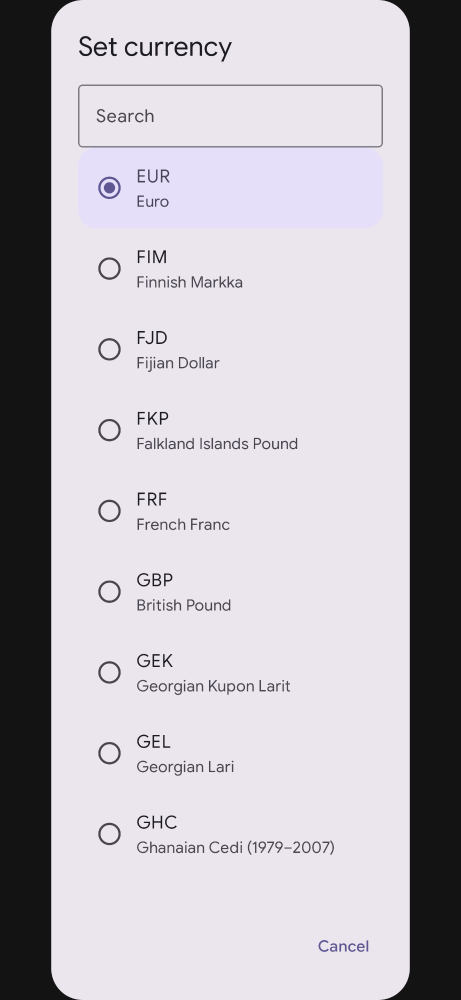 Set currency
Search
EUR
Euro
FIM
Finnish Markka
FJD
Fijian Dollar
FKP
Falkland Islands Pound
FRF
French Franc
GBP
British Pound
GEK
Georgian Kupon Larit
GEL
Georgian Lari
GHC
Ghanaian Cedi (1979–2007)
Cancel